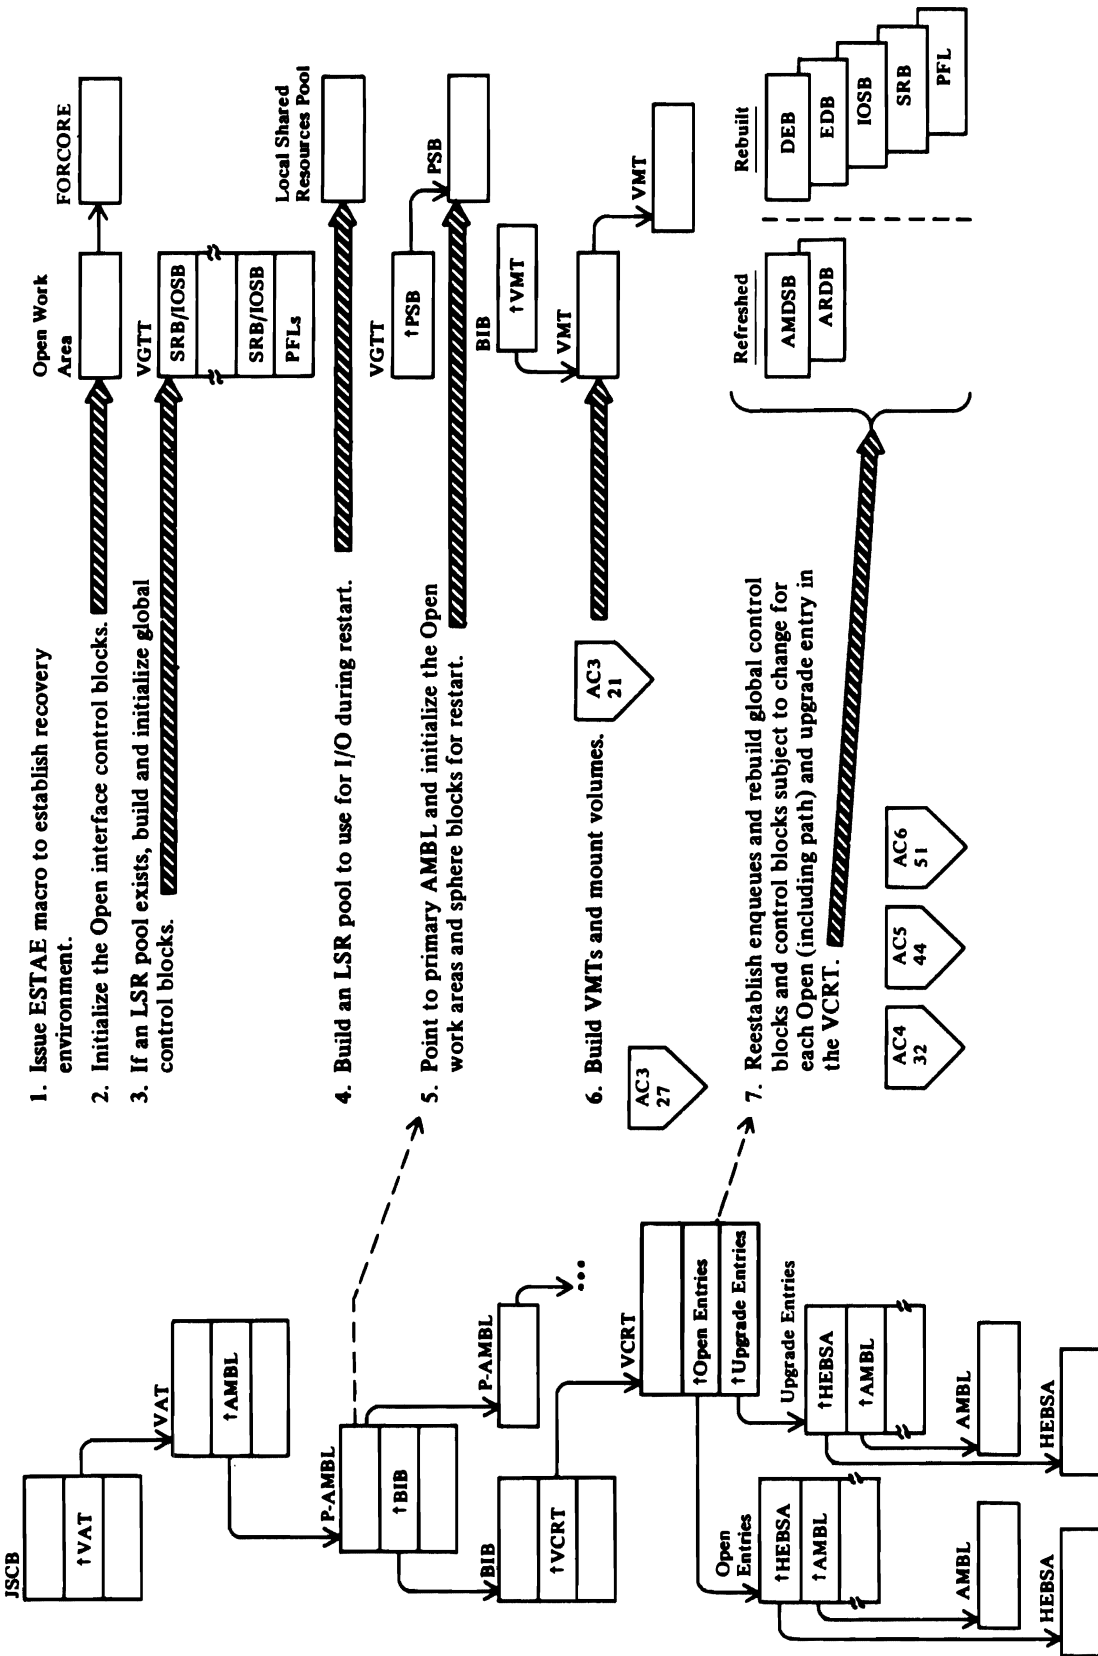 JSCB
↑VAT
VAT
↑AMBL
P-AMBL
↑BIB
P-AMBL
...
BIB
↑VCRT
VCRT
↑Open Entries
↑Upgrade Entries
Open
Entries
↑HEBSA
↑AMBL
Upgrade Entries
↑HEBSA
↑AMBL
AMBL
AMBL
HEBSA
HEBSA
1. Issue ESTAE macro to establish recovery
environment.
2. Initialize the Open interface control blocks.
3. If an LSR pool exists, build and initialize global
control blocks.
4. Build an LSR pool to use for I/O during restart.
5. Point to primary AMBL and initialize the Open
work areas and sphere blocks for restart.
6. Build VMTs and mount volumes.
AC3
21
AC3
27
7. Reestablish enqueues and rebuild global control
blocks and control blocks subject to change for
each Open (including path) and upgrade entry in
the VCRT.
AC4
32
AC5
44
AC6
51
Open Work
Area
FORCORE
VGTT
SRB/IOSB
SRB/IOSB
PFLs
Local Shared
Resources Pool
VGTT
↑PSB
PSB
BIB
↑VMT
VMT
VMT
Refreshed
AMDSB
ARDB
Rebuilt
DEB
EDB
IOSB
SRB
PFL